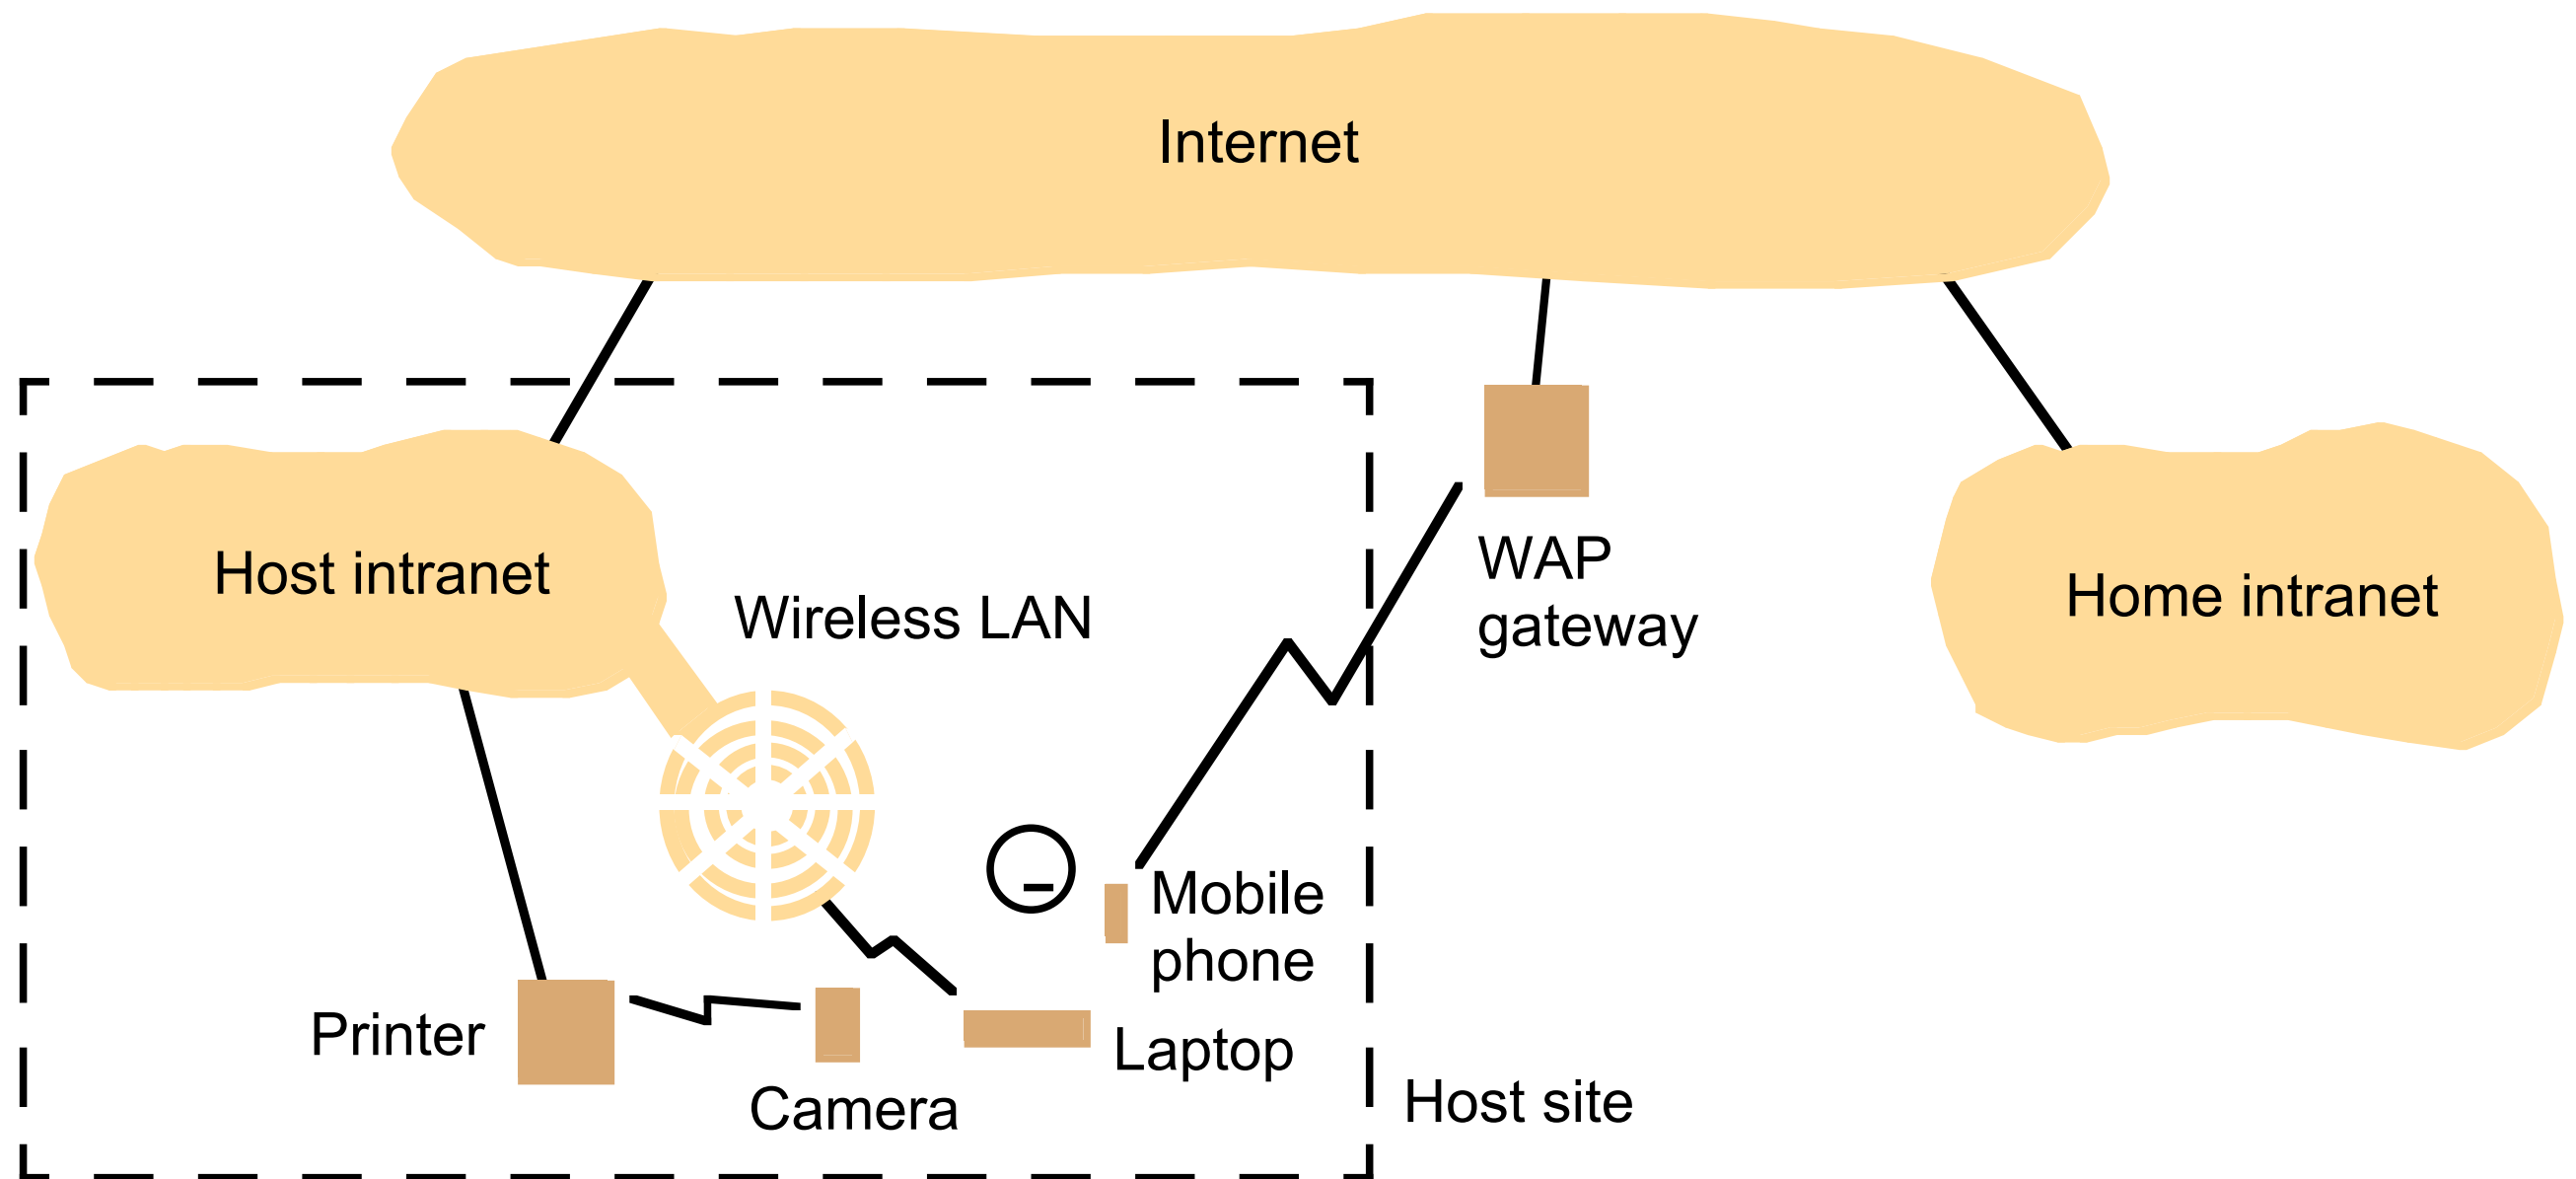 Internet
Host intranet
Wireless LAN
WAP
gateway
Home intranet
Mobile
phone
Printer
Camera
Laptop
Host site